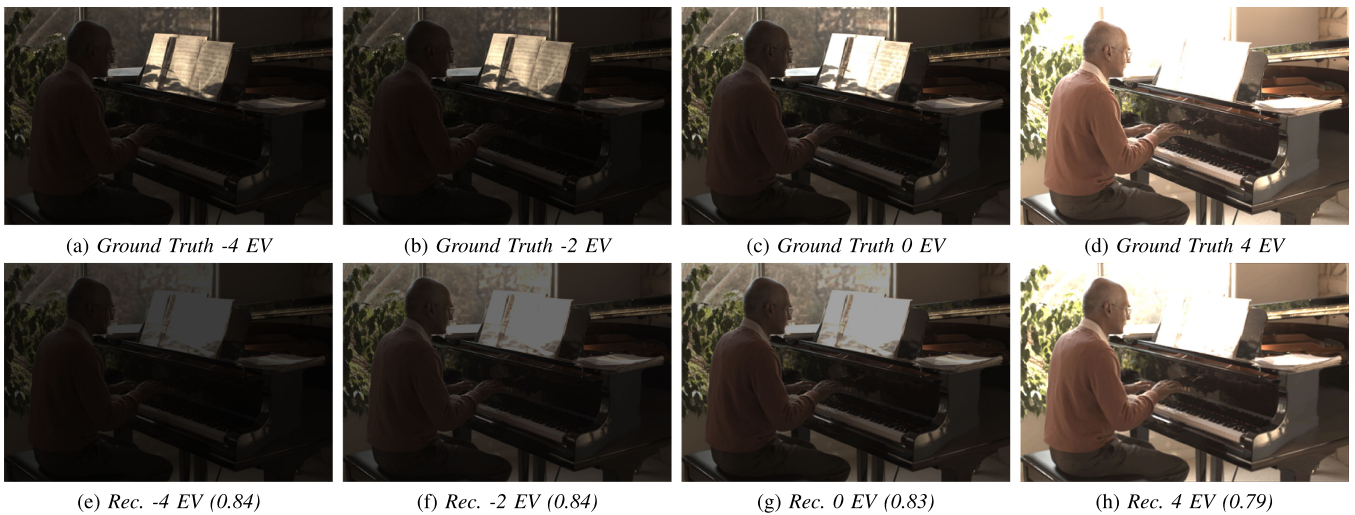 (a) Ground Truth -4 EV
(b) Ground Truth -2 EV
(c) Ground Truth 0 EV
(d) Ground Truth 4 EV
(e) Rec. -4 EV (0.84)
(f) Rec. -2 EV (0.84)
(g) Rec. 0 EV (0.83)
(h) Rec. 4 EV (0.79)